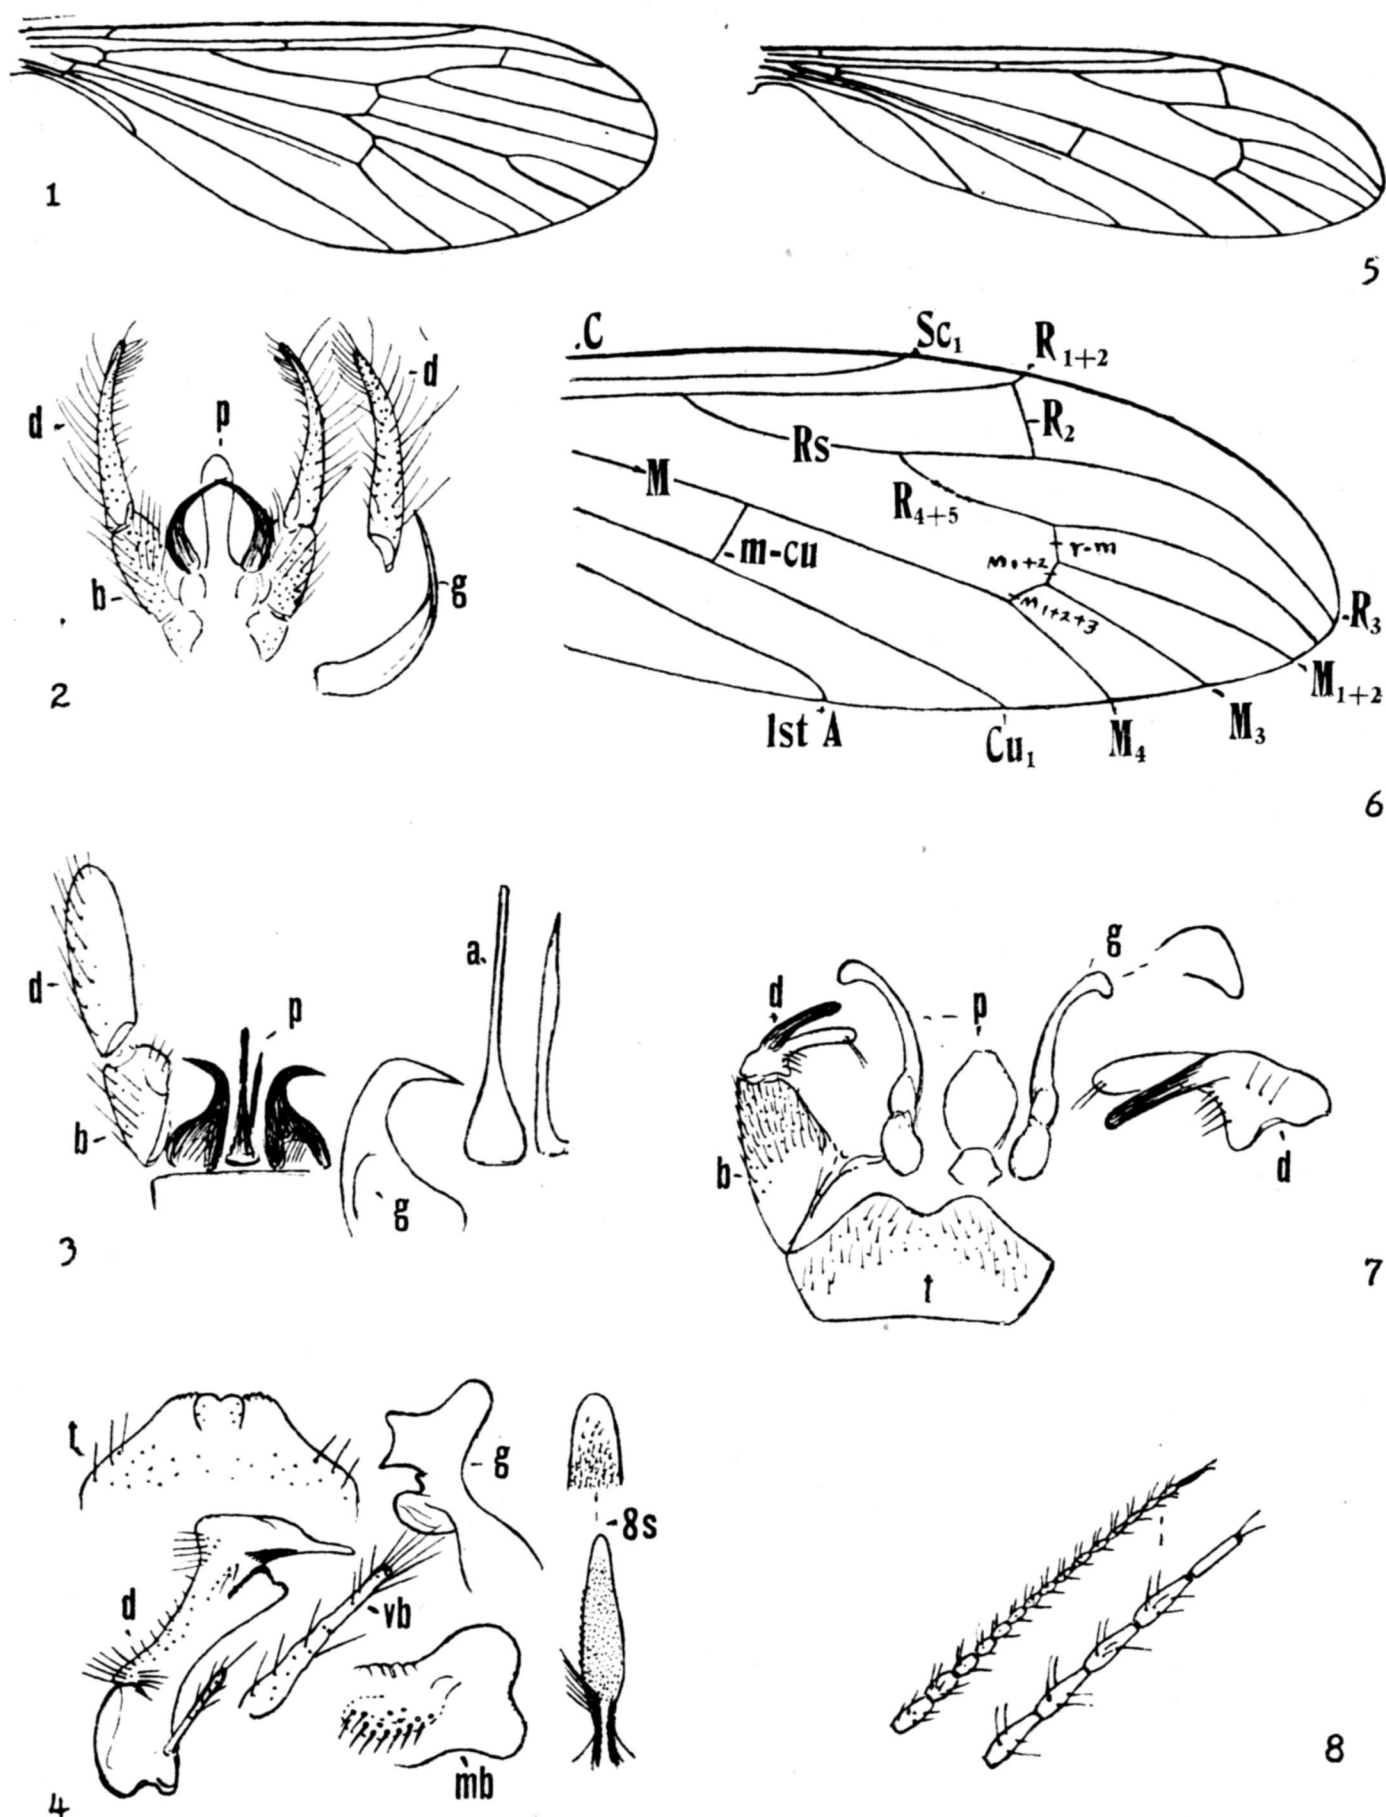 1
5
d
p
d
b
g
2
.C
Sc₁
R₁₊₂
R₂
Rs
M
R₄₊₅
m-cu
r-m
M₁+2
M1+2+3
R₃
M₁₊₂
M₃
1st A
Cu₁
M₄
6
d
p
a
b
g
3
d
p
g
b
d
t
7
t
g
8s
d
vb
mb
4
8